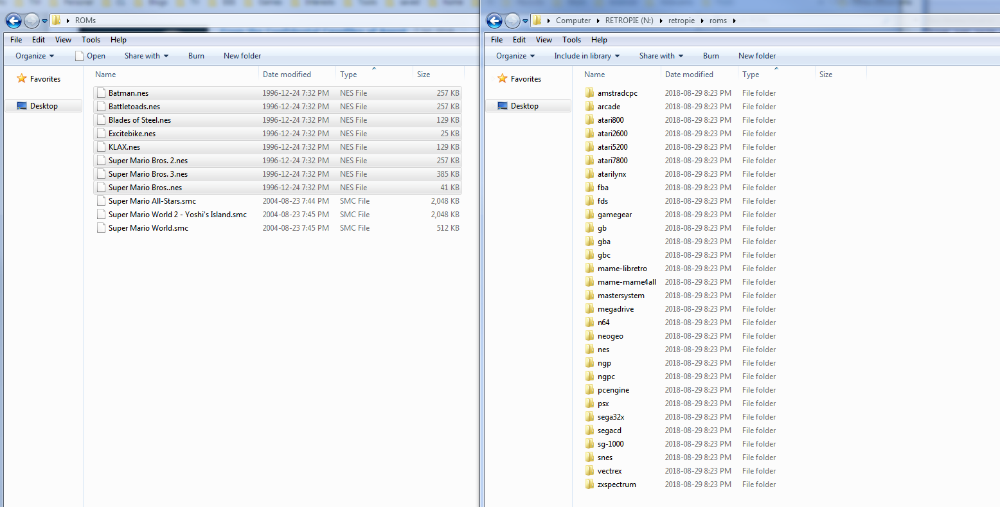 ROMs
File Edit View Tools Help
Organize Open Share with Burn New folder
Favorites
Desktop
Name Date modified Type Size
Batman.nes 1996-12-24 7:32 PM NES File 257 KB
Battletoads.nes 1996-12-24 7:32 PM NES File 257 KB
Blades of Steel.nes 1996-12-24 7:32 PM NES File 129 KB
Excitebike.nes 1996-12-24 7:32 PM NES File 25 KB
KLAX.nes 1996-12-24 7:32 PM NES File 129 KB
Super Mario Bros. 2.nes 1996-12-24 7:32 PM NES File 257 KB
Super Mario Bros. 3.nes 1996-12-24 7:32 PM NES File 385 KB
Super Mario Bros..nes 1996-12-24 7:32 PM NES File 41 KB
Super Mario All-Stars.smc 2004-08-23 7:44 PM SMC File 2,048 KB
Super Mario World 2 - Yoshi's Island.smc 2004-08-23 7:45 PM SMC File 2,048 KB
Super Mario World.smc 2004-08-23 7:45 PM SMC File 512 KB
Computer RETROPIE (N:) retropie roms
File Edit View Tools Help
Organize Include in library Share with Burn New folder
Favorites
Desktop
Name Date modified Type Size
amstradcpc 2018-08-29 8:23 PM File folder
arcade 2018-08-29 8:23 PM File folder
atari800 2018-08-29 8:23 PM File folder
atari2600 2018-08-29 8:23 PM File folder
atari5200 2018-08-29 8:23 PM File folder
atari7800 2018-08-29 8:23 PM File folder
atarilynx 2018-08-29 8:23 PM File folder
fba 2018-08-29 8:23 PM File folder
fds 2018-08-29 8:23 PM File folder
gamegear 2018-08-29 8:23 PM File folder
gb 2018-08-29 8:23 PM File folder
gba 2018-08-29 8:23 PM File folder
gbc 2018-08-29 8:23 PM File folder
mame-libretro 2018-08-29 8:23 PM File folder
mame-mame4all 2018-08-29 8:23 PM File folder
mastersystem 2018-08-29 8:23 PM File folder
megadrive 2018-08-29 8:23 PM File folder
n64 2018-08-29 8:23 PM File folder
neogeo 2018-08-29 8:23 PM File folder
nes 2018-08-29 8:23 PM File folder
ngp 2018-08-29 8:23 PM File folder
ngpc 2018-08-29 8:23 PM File folder
pcengine 2018-08-29 8:23 PM File folder
psx 2018-08-29 8:23 PM File folder
sega32x 2018-08-29 8:23 PM File folder
segacd 2018-08-29 8:23 PM File folder
sg-1000 2018-08-29 8:23 PM File folder
snes 2018-08-29 8:23 PM File folder
vectrex 2018-08-29 8:23 PM File folder
zxspectrum 2018-08-29 8:23 PM File folder